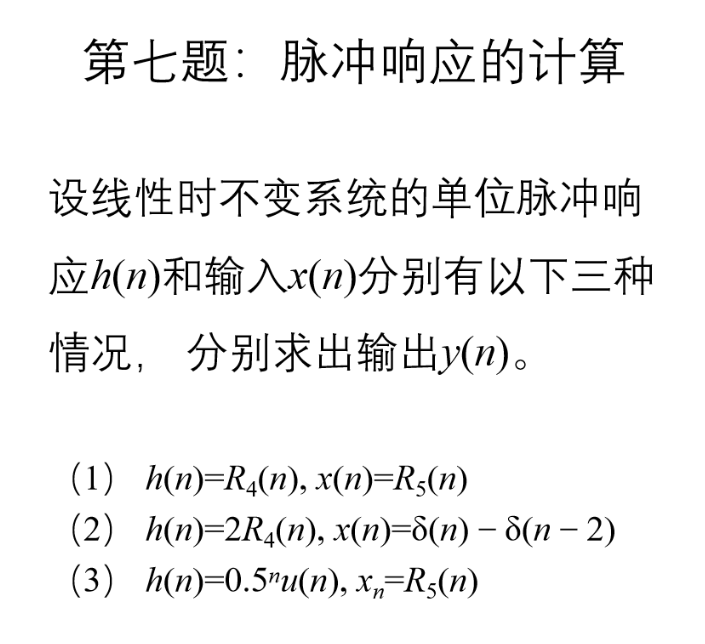 第七题：脉冲响应的计算
设线性时不变系统的单位脉冲响
应h(n)和输入x(n)分别有以下三种
情况， 分别求出输出y(n)。
（1） h(n)=R₄(n), x(n)=R₅(n)
（2） h(n)=2R₄(n), x(n)=δ(n) − δ(n − 2)
（3） h(n)=0.5ⁿu(n), xₙ=R₅(n)